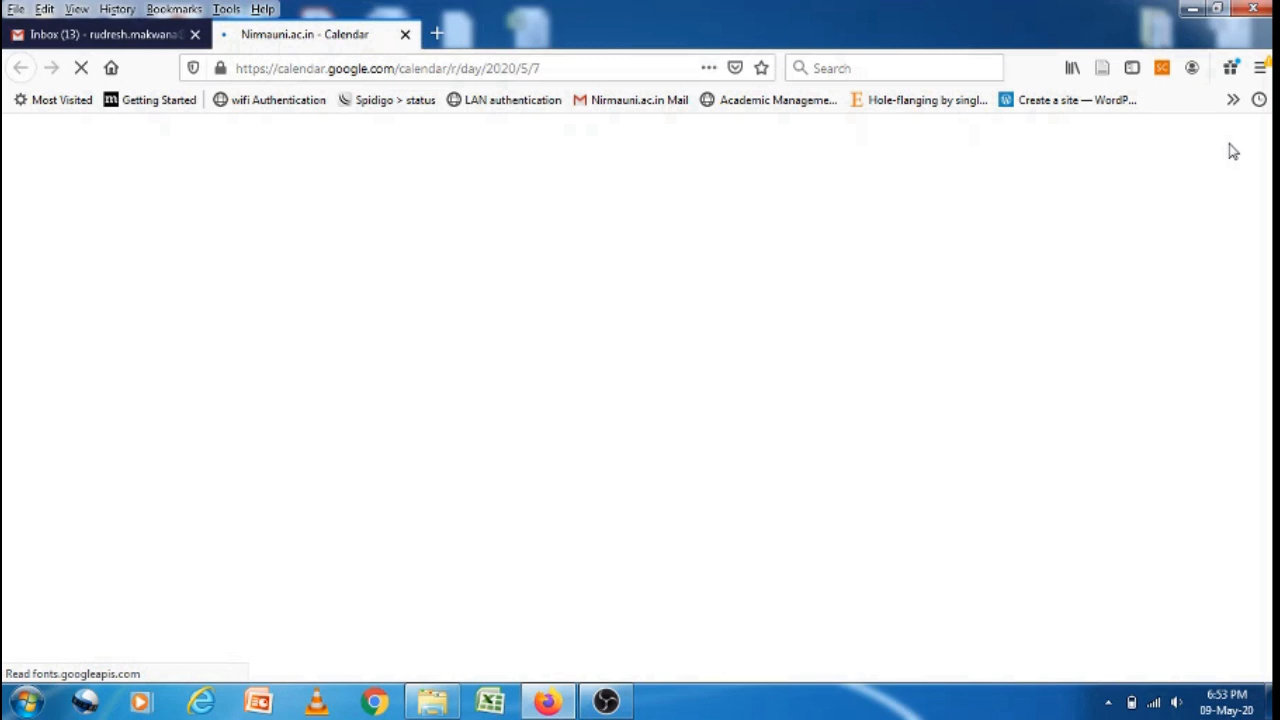 File Edit View History Bookmarks Tools Help
Inbox (13) - rudresh.makwana
Nirmauni.ac.in - Calendar
https://calendar.google.com/calendar/r/day/2020/5/7
Search
Most Visited
Getting Started
wifi Authentication
Spidigo > status
LAN authentication
Nirmauni.ac.in Mail
Academic Manageme...
Hole-flanging by singl...
Create a site — WordP...
Read fonts.googleapis.com
6:53 PM
09-May-20